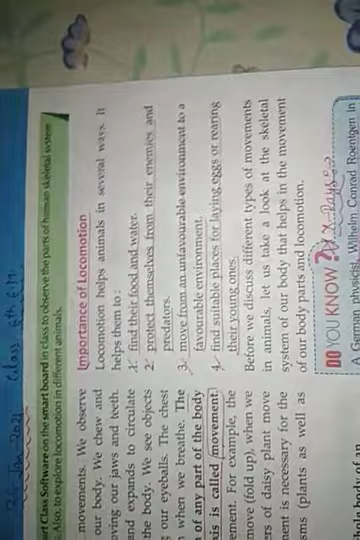 Class 6th
rt Class Software on the smart board in class to observe the parts of human skeletal system
. Also, to explore locomotion in different animals.
movements. We observe
our body. We chew and
oving our jaws and teeth.
and expands to circulate
the body. We see objects
our eyeballs. The chest
when we breathe. The
of any part of the body
is is called movement.
ement. For example, the
move (fold up), when we
ers of daisy plant move
ment is necessary for the
sms (plants as well as
Importance of Locomotion
Locomotion helps animals in several ways. It
helps them to :
1. find their food and water.
2. protect themselves from their enemies and
predators.
3. move from an unfavourable environment to a
favourable environment.
4. find suitable places for laying eggs or rearing
their young ones.
Before we discuss different types of movements
in animals, let us take a look at the skeletal
system of our body that helps in the movement
of our body parts and locomotion.
DO YOU KNOW ? X-Rays
A German physicist, Wilhelm Conrad Roentgen in